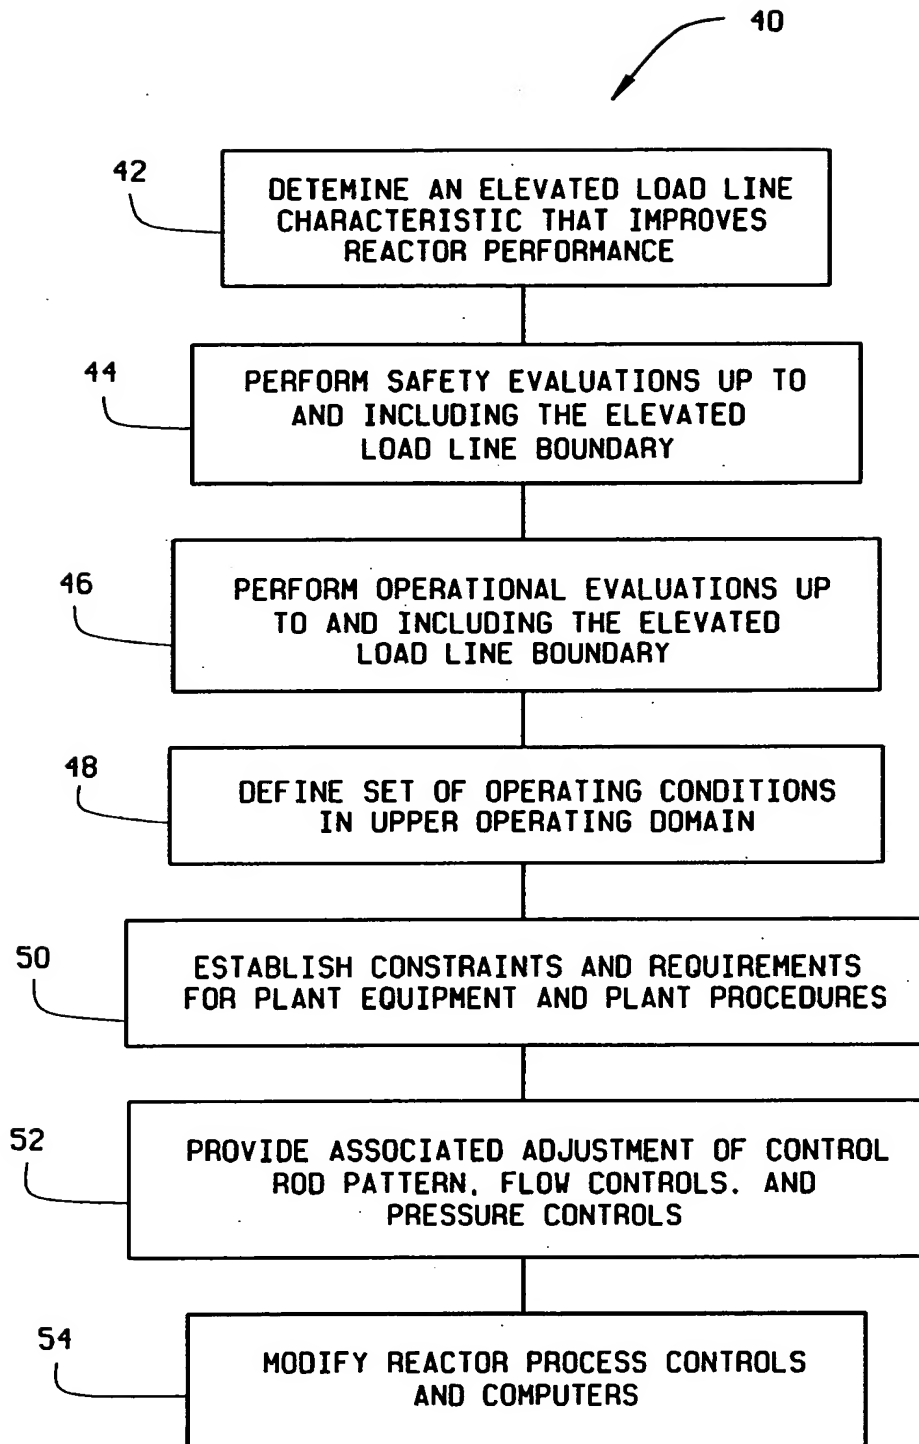 40
42
DETEMINE AN ELEVATED LOAD LINE
CHARACTERISTIC THAT IMPROVES
REACTOR PERFORMANCE
44
PERFORM SAFETY EVALUATIONS UP TO
AND INCLUDING THE ELEVATED
LOAD LINE BOUNDARY
46
PERFORM OPERATIONAL EVALUATIONS UP
TO AND INCLUDING THE ELEVATED
LOAD LINE BOUNDARY
48
DEFINE SET OF OPERATING CONDITIONS
IN UPPER OPERATING DOMAIN
50
ESTABLISH CONSTRAINTS AND REQUIREMENTS
FOR PLANT EQUIPMENT AND PLANT PROCEDURES
52
PROVIDE ASSOCIATED ADJUSTMENT OF CONTROL
ROD PATTERN, FLOW CONTROLS, AND
PRESSURE CONTROLS
54
MODIFY REACTOR PROCESS CONTROLS
AND COMPUTERS